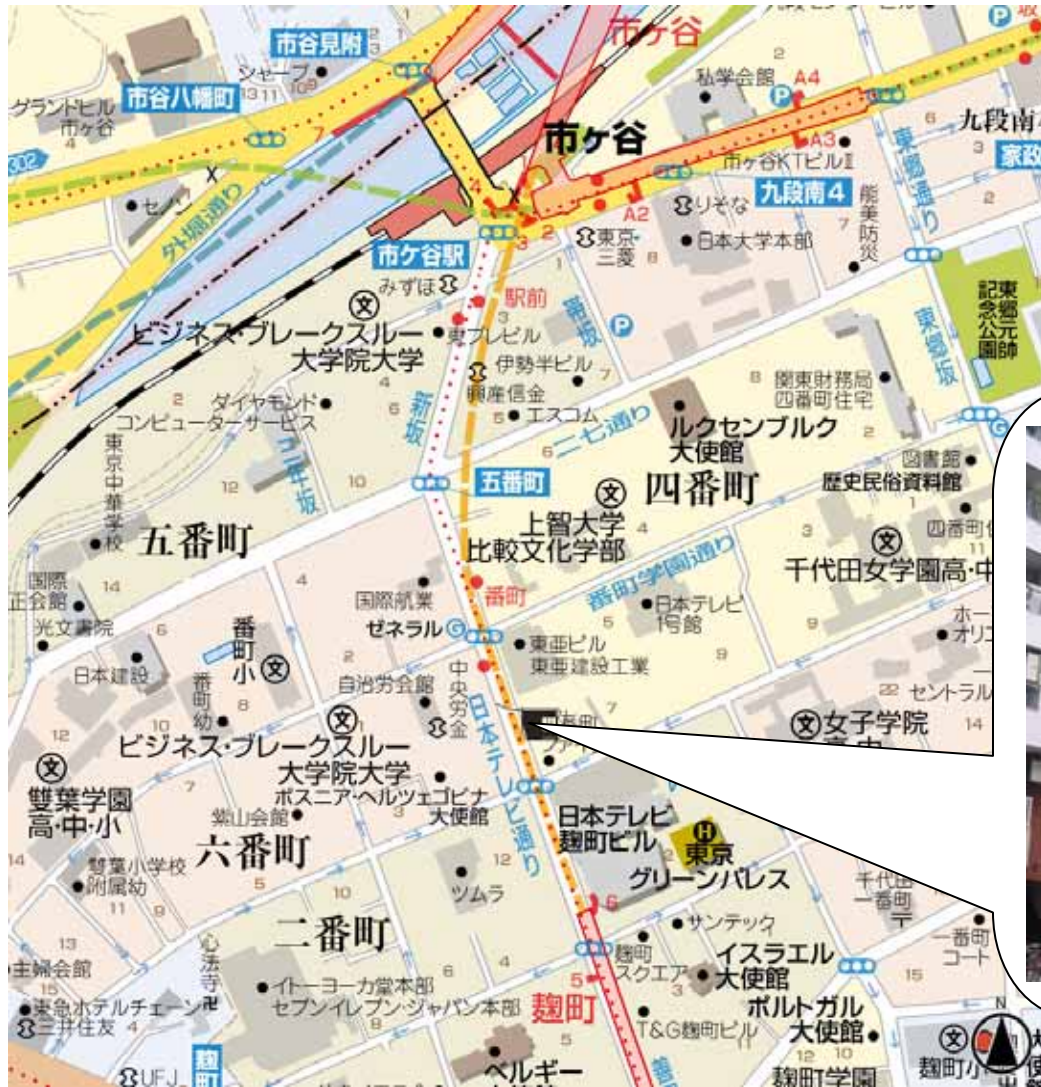 市谷見附
市ヶ谷
シャープ
市谷八幡町
グランドヒル
市ヶ谷
302
私学会館
A4
市ヶ谷
A3
市ヶ谷KTビルⅡ
九段南4
東郷通り
九段南
家政
セノン
外堀通り
りそな
A2
日本大学本部
能美防災
東京
三菱
市ケ谷駅
みずほ
駅前
東郷元帥
記念公園
東郷坂
ビジネス・ブレークスルー
大学院大学
東フレビル
伊勢半ビル
興産信金
エスコム
新坂
帯坂
ダイヤモンド
コンピューターサービス
東京中華学校
二七通り
関東財務局
四番町住宅
ルクセンブルク
大使館
五番町
四番町
図書館
歴史民俗資料館
五番町
上智大学
比較文化学部
番町学園通り
千代田女学園高・中
国際航業
番町
ゼネラル
日本テレビ
1号館
東亜ビル
東亜建設工業
光文書院
日本建設
番町小
番町幼
自治労会館
中央労金
日本テレビ通り
セントラル
女子学院
ビジネス・ブレークスルー
大学院大学
ボスニア・ヘルツェゴビナ
大使館
雙葉学園
高・中・小
紫山会館
六番町
雙葉小学校
附属幼
日本テレビ
麹町ビル
東京
グリーンパレス
千代田
一番町
ツムラ
二番町
サンテック
麹町
スクエア
イスラエル
大使館
一番町
コート
主婦会館
心法寺
東急ホテルチェーン
三井住友
イトーヨーカ堂本部
セブンイレブン・ジャパン本部
麹町
T&G麹町ビル
ポルトガル
大使館
UFJ
ベルギー
麹町学園
麹町小
N